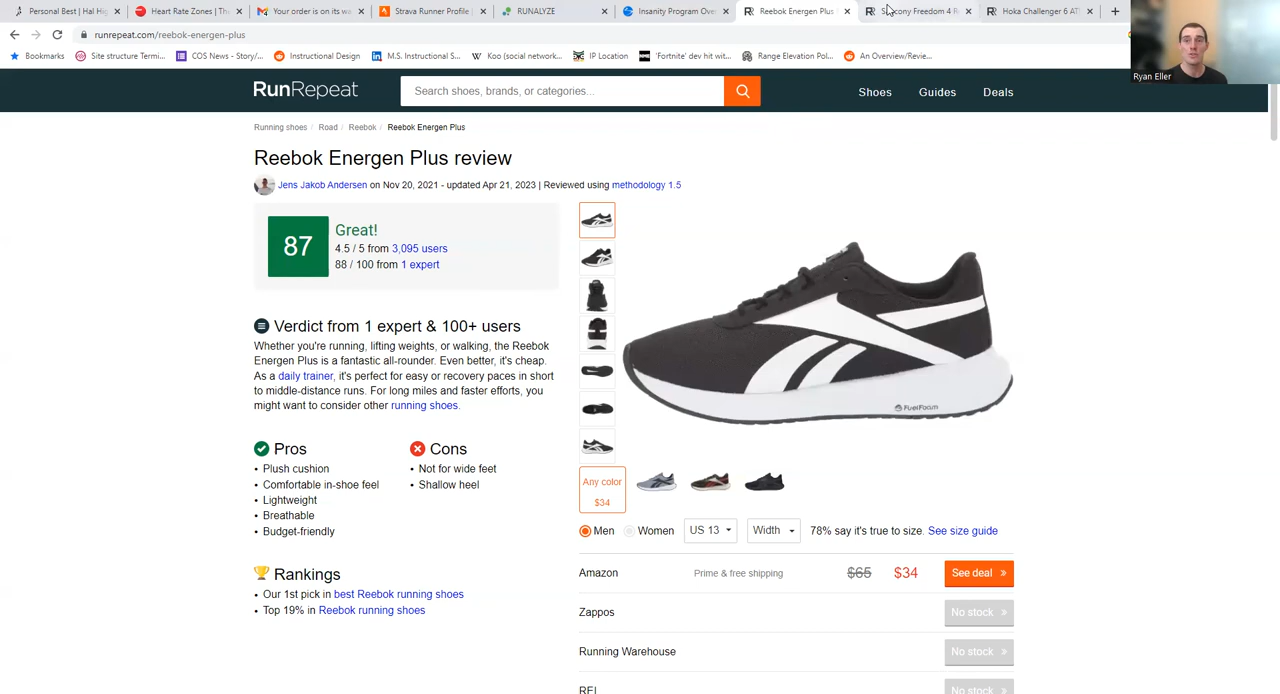 Personal Best | Hal Hig
Heart Rate Zones | Th
Your order is on its wa
Strava Runner Profile |
RUNALYZE
Insanity Program Ove
Reebok Energen Plus
Saucony Freedom 4 R
Hoka Challenger 6 AT
runrepeat.com/reebok-energen-plus
Bookmarks
Site structure Termi...
COS News - Story/...
Instructional Design
M.S. Instructional S...
Koo (social network...
IP Location
'Fortnite' dev hit wit...
Range Elevation Pol...
An Overview/Revie...
Ryan Eller
RunRepeat
Search shoes, brands, or categories...
Shoes
Guides
Deals
Running shoes / Road / Reebok / Reebok Energen Plus
Reebok Energen Plus review
Jens Jakob Andersen on Nov 20, 2021 - updated Apr 21, 2023 | Reviewed using methodology 1.5
87
Great!
4.5 / 5 from 3,095 users
88 / 100 from 1 expert
Verdict from 1 expert & 100+ users
Whether you're running, lifting weights, or walking, the Reebok
Energen Plus is a fantastic all-rounder. Even better, it's cheap.
As a daily trainer, it's perfect for easy or recovery paces in short
to middle-distance runs. For long miles and faster efforts, you
might want to consider other running shoes.
Pros
• Plush cushion
• Comfortable in-shoe feel
• Lightweight
• Breathable
• Budget-friendly
Cons
• Not for wide feet
• Shallow heel
Rankings
• Our 1st pick in best Reebok running shoes
• Top 19% in Reebok running shoes
FuelFoam
Any color
$34
Men
Women
US 13
Width
78% say it's true to size. See size guide
Amazon
Prime & free shipping
$65
$34
See deal »
Zappos
No stock »
Running Warehouse
No stock »
REI
No stock »